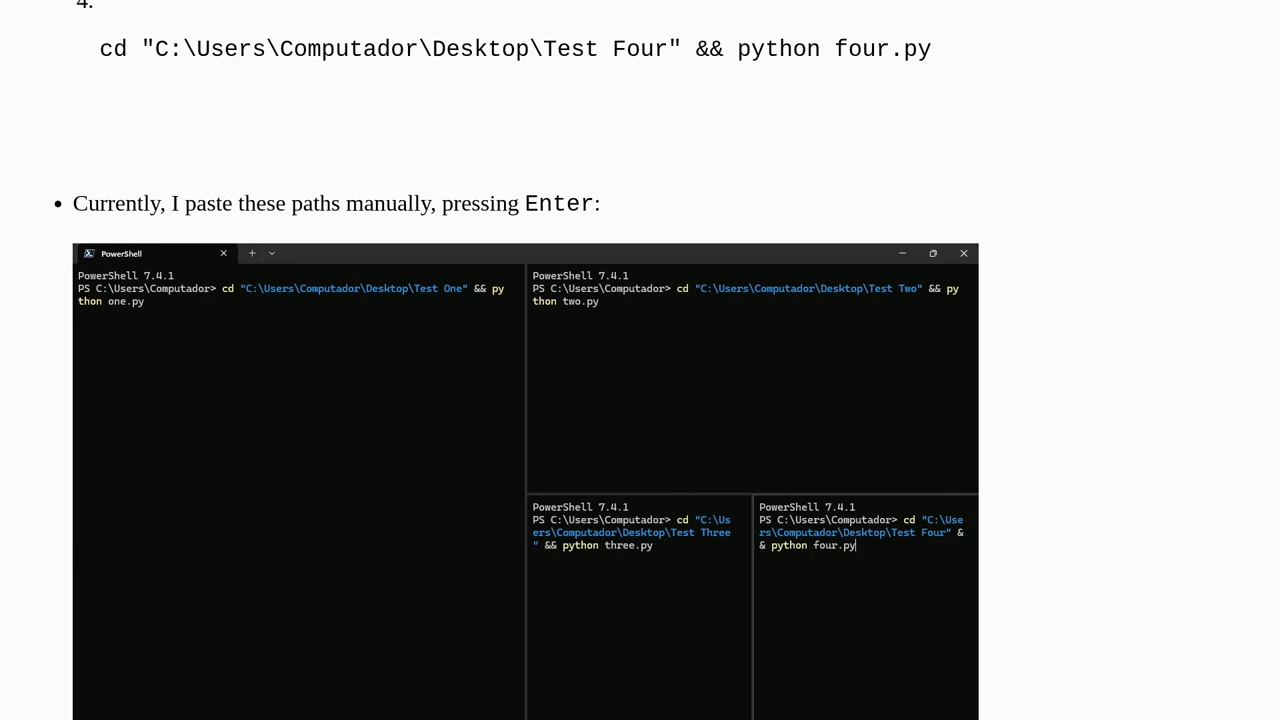 4.
cd "C:\Users\Computador\Desktop\Test Four" && python four.py
• Currently, I paste these paths manually, pressing Enter:
PowerShell
PowerShell 7.4.1
PS C:\Users\Computador> cd "C:\Users\Computador\Desktop\Test One" && py
thon one.py
PowerShell 7.4.1
PS C:\Users\Computador> cd "C:\Users\Computador\Desktop\Test Two" && py
thon two.py
PowerShell 7.4.1
PS C:\Users\Computador> cd "C:\Us
ers\Computador\Desktop\Test Three
" && python three.py
PowerShell 7.4.1
PS C:\Users\Computador> cd "C:\Use
rs\Computador\Desktop\Test Four" &
& python four.py